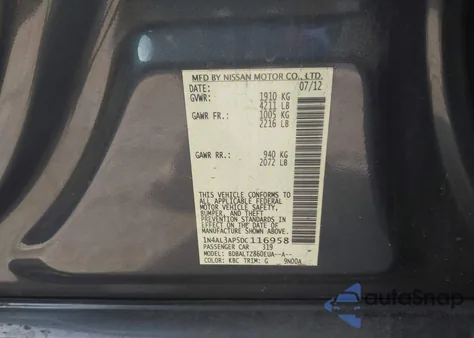 MFD BY NISSAN MOTOR CO., LTD.
DATE: 07/12
GVWR: 1910 KG
4211 LB
GAWR FR: 1005 KG
2216 LB
GAWR RR: 940 KG
2072 LB
THIS VEHICLE CONFORMS TO
ALL APPLICABLE FEDERAL
MOTOR VEHICLE SAFETY,
BUMPER, AND THEFT
PREVENTION STANDARDS IN
EFFECT ON THE DATE OF
MANUFACTURE SHOWN ABOVE.
1N4AL3AP5DC116958
PASSENGER CAR 319
MODEL: BDBALT2860EUA--A--
COLOR: KBC TRIM: G 9N00A
autoSnap